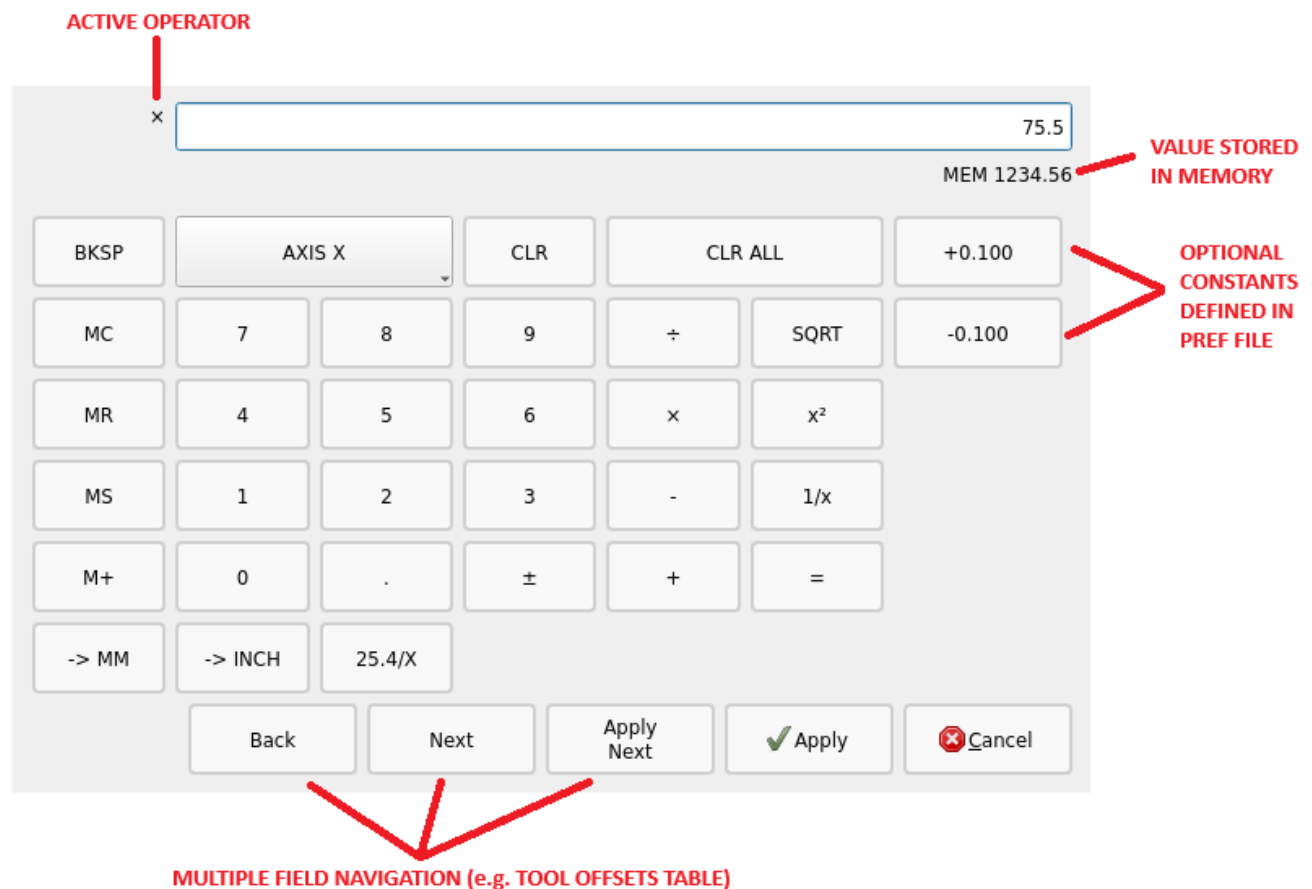 ACTIVE OPERATOR
×
75.5
MEM 1234.56
VALUE STORED
IN MEMORY
BKSP
AXIS X
CLR
CLR ALL
+0.100
OPTIONAL
CONSTANTS
DEFINED IN
PREF FILE
MC
7
8
9
÷
SQRT
-0.100
MR
4
5
6
×
x²
MS
1
2
3
-
1/x
M+
0
.
±
+
=
-> MM
-> INCH
25.4/X
Back
Next
Apply
Next
Apply
Cancel
MULTIPLE FIELD NAVIGATION (e.g. TOOL OFFSETS TABLE)